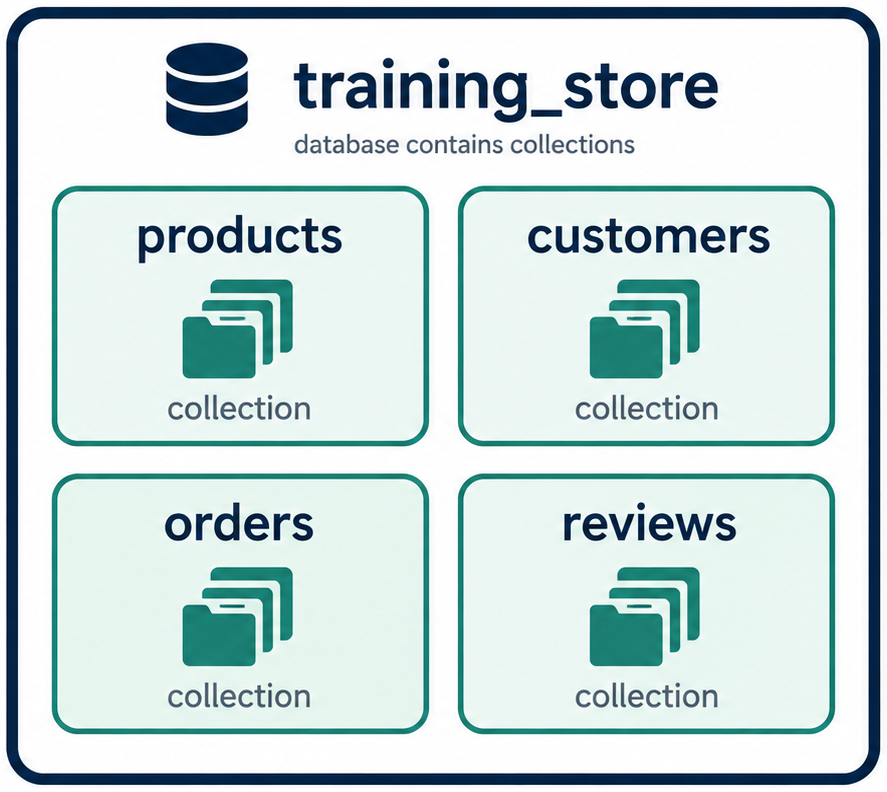 training_store
database contains collections
products
collection
customers
collection
orders
collection
reviews
collection